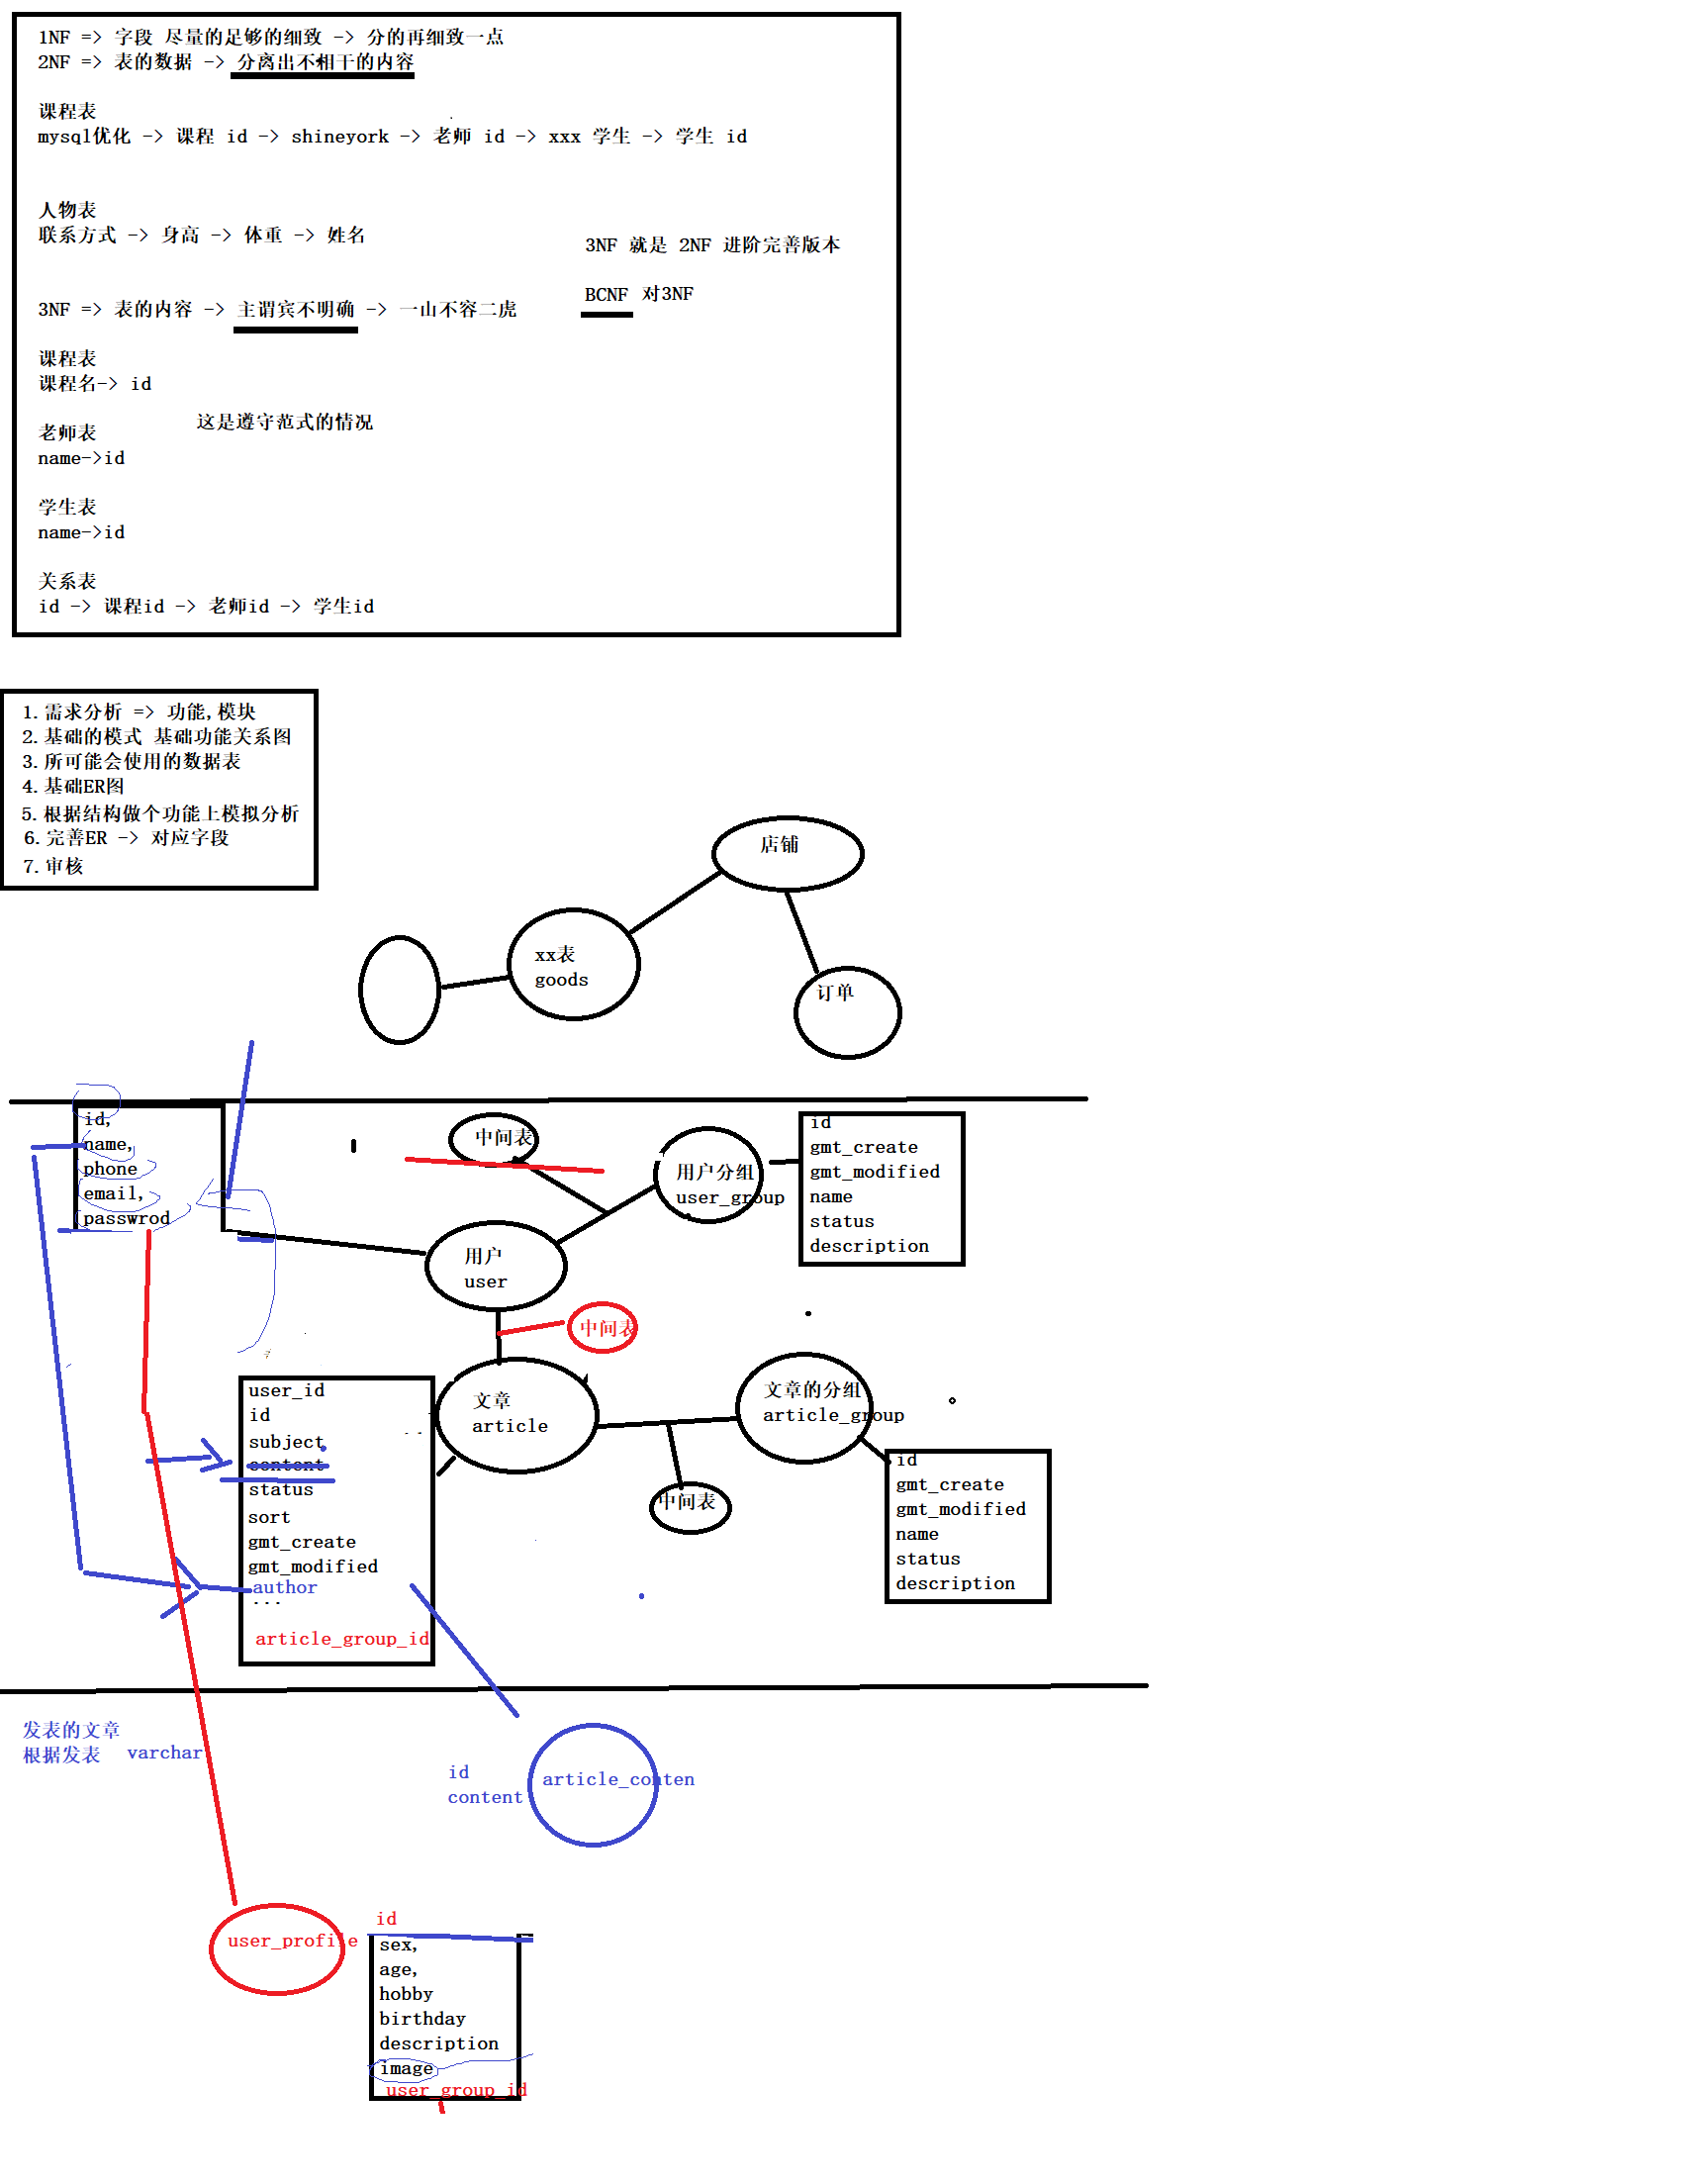 1NF => 字段 尽量的足够的细致 -> 分的再细致一点
2NF => 表的数据 -> 分离出不相干的内容
课程表
mysql优化 -> 课程 id -> shineyork -> 老师 id -> xxx 学生 -> 学生 id
人物表
联系方式 -> 身高 -> 体重 -> 姓名
3NF 就是 2NF 进阶完善版本
BCNF 对3NF
3NF => 表的内容 -> 主谓宾不明确 -> 一山不容二虎
课程表
课程名-> id
这是遵守范式的情况
老师表
name->id
学生表
name->id
关系表
id -> 课程id -> 老师id -> 学生id
1.需求分析 => 功能,模块
2.基础的模式 基础功能关系图
3.所可能会使用的数据表
4.基础ER图
5.根据结构做个功能上模拟分析
6.完善ER -> 对应字段
7.审核
店铺
xx表
goods
订单
id,
name,
phone
email,
passwrod
中间表
用户分组
user_group
id
gmt_create
gmt_modified
name
status
description
用户
user
中间表
user_id
id
subject
content
status
sort
gmt_create
gmt_modified
author
...
article_group_id
文章
article
文章的分组
article_group
中间表
id
gmt_create
gmt_modified
name
status
description
发表的文章
根据发表 varchar
id
content
article_conten
user_profile
id
sex,
age,
hobby
birthday
description
image
user_group_id